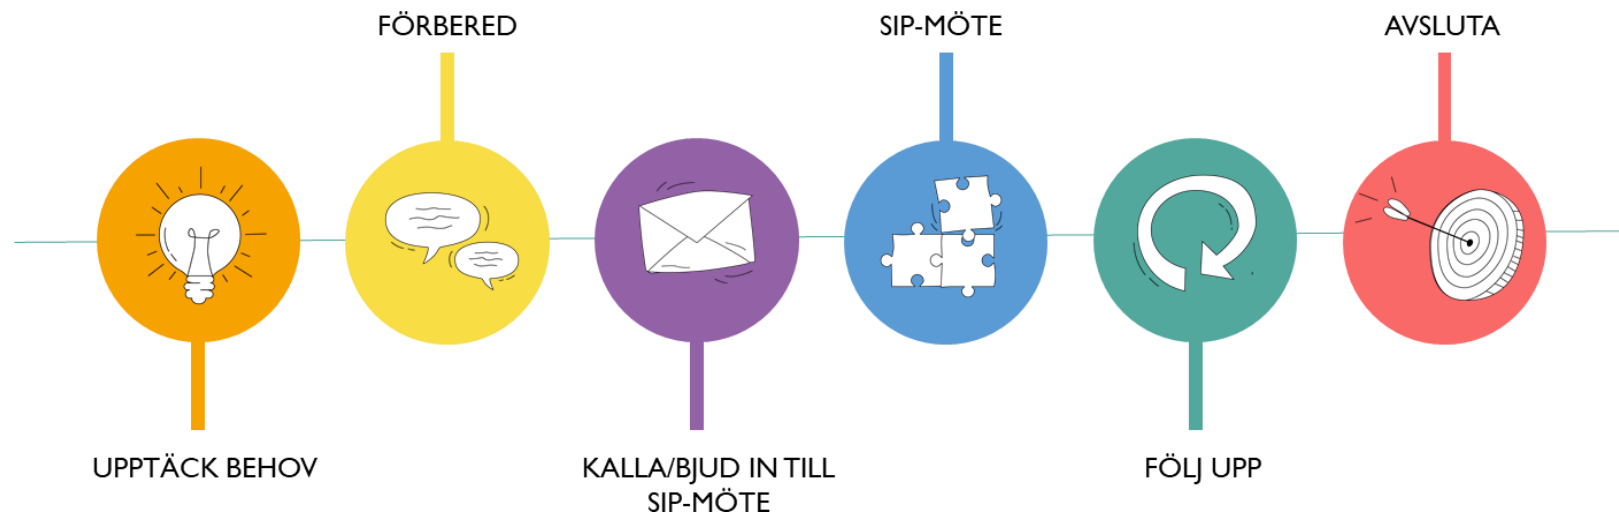 FÖRBERED
SIP-MÖTE
AVSLUTA
UPPTÄCK BEHOV
KALLA/BJUD IN TILL
SIP-MÖTE
FÖLJ UPP